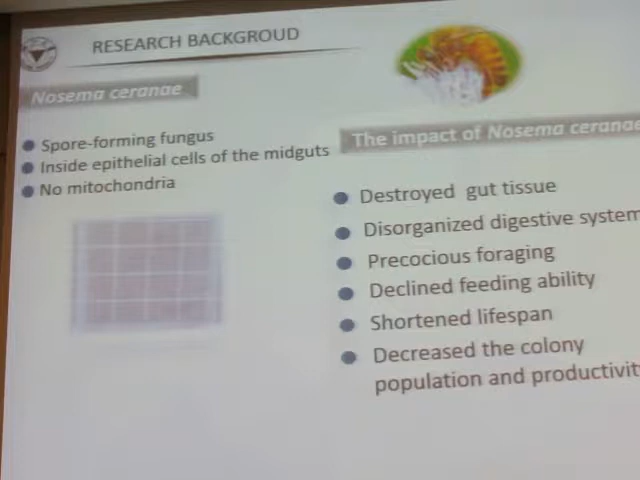 RESEARCH BACKGROUD
Nosema ceranae
Spore-forming fungus
Inside epithelial cells of the midguts
No mitochondria
The impact of Nosema ceranae
Destroyed gut tissue
Disorganized digestive system
Precocious foraging
Declined feeding ability
Shortened lifespan
Decreased the colony
population and productivit